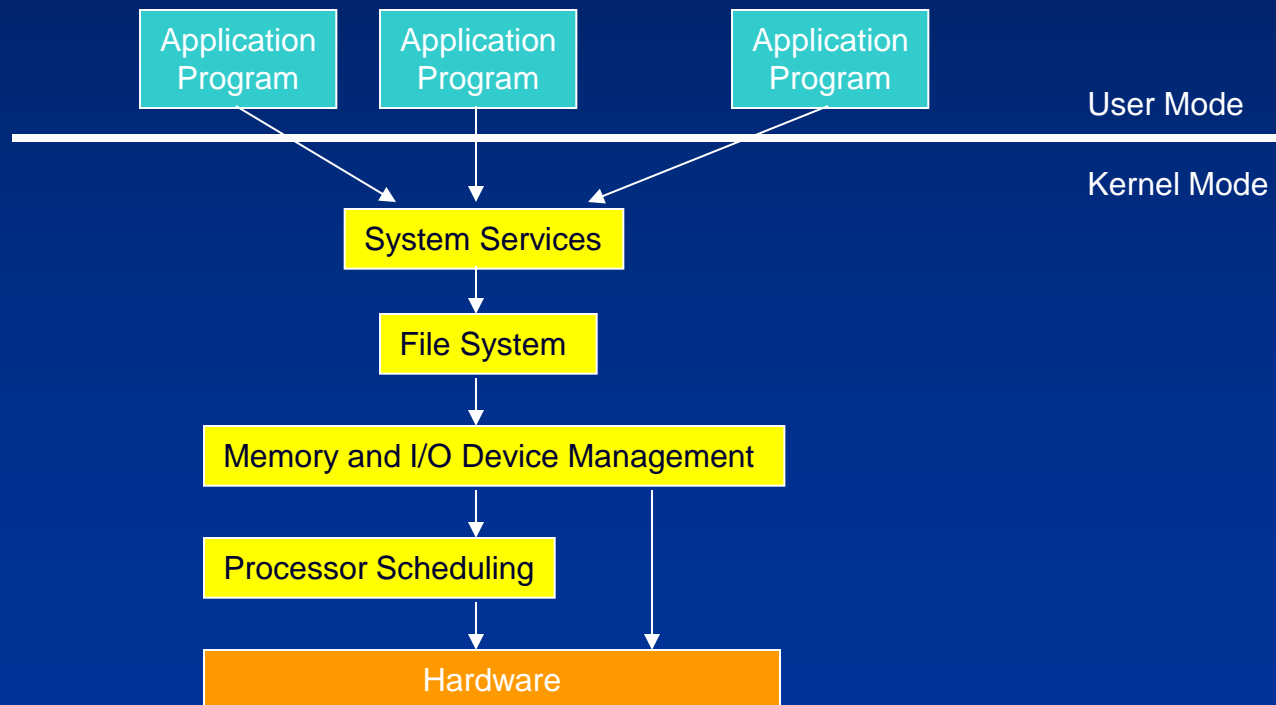 Application
Program
Application
Program
Application
Program
User Mode
Kernel Mode
System Services
File System
Memory and I/O Device Management
Processor Scheduling
Hardware